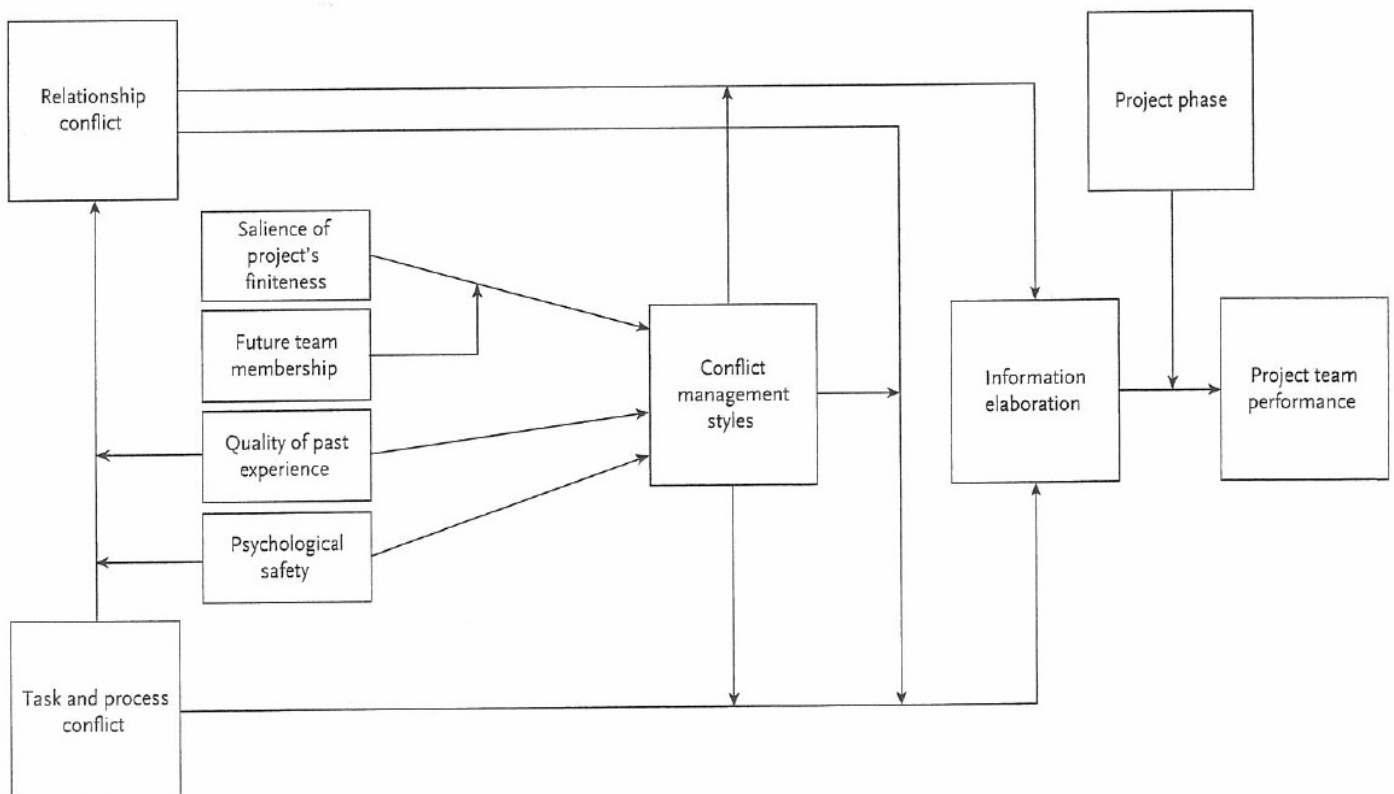 Relationship
conflict
Project phase
Salience of
project's
finiteness
Future team
membership
Quality of past
experience
Psychological
safety
Conflict
management
styles
Information
elaboration
Project team
performance
Task and process
conflict